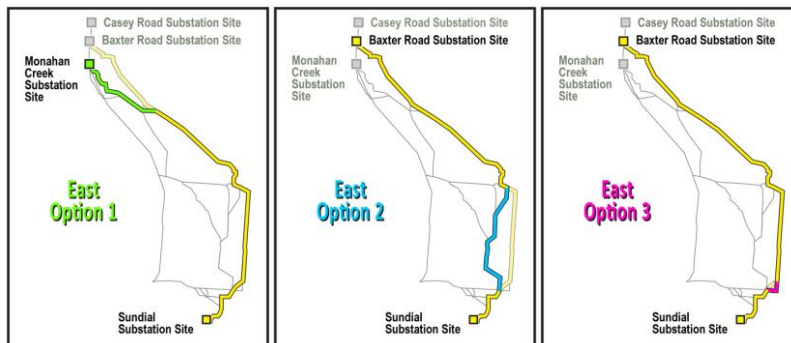 Casey Road Substation Site
Baxter Road Substation Site
Monahan
Creek
Substation
Site
East
Option 1
Sundial
Substation Site
Casey Road Substation Site
Baxter Road Substation Site
Monahan
Creek
Substation
Site
East
Option 2
Sundial
Substation Site
Casey Road Substation Site
Baxter Road Substation Site
Monahan
Creek
Substation
Site
East
Option 3
Sundial
Substation Site